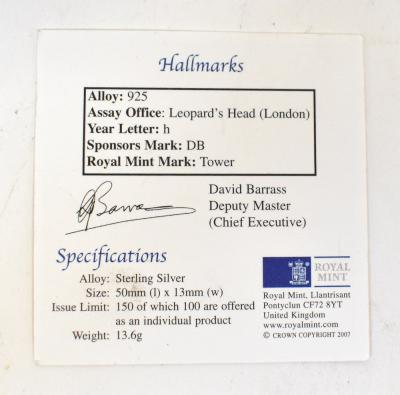 Hallmarks
Alloy: 925
Assay Office: Leopard's Head (London)
Year Letter: h
Sponsors Mark: DB
Royal Mint Mark: Tower
DBarrass
David Barrass
Deputy Master
(Chief Executive)
Specifications
Alloy: Sterling Silver
Size: 50mm (l) x 13mm (w)
Issue Limit: 150 of which 100 are offered
as an individual product
Weight: 13.6g
ROYAL
MINT
Royal Mint, Llantrisant
Pontyclun CF72 8YT
United Kingdom
www.royalmint.com
© CROWN COPYRIGHT 2007